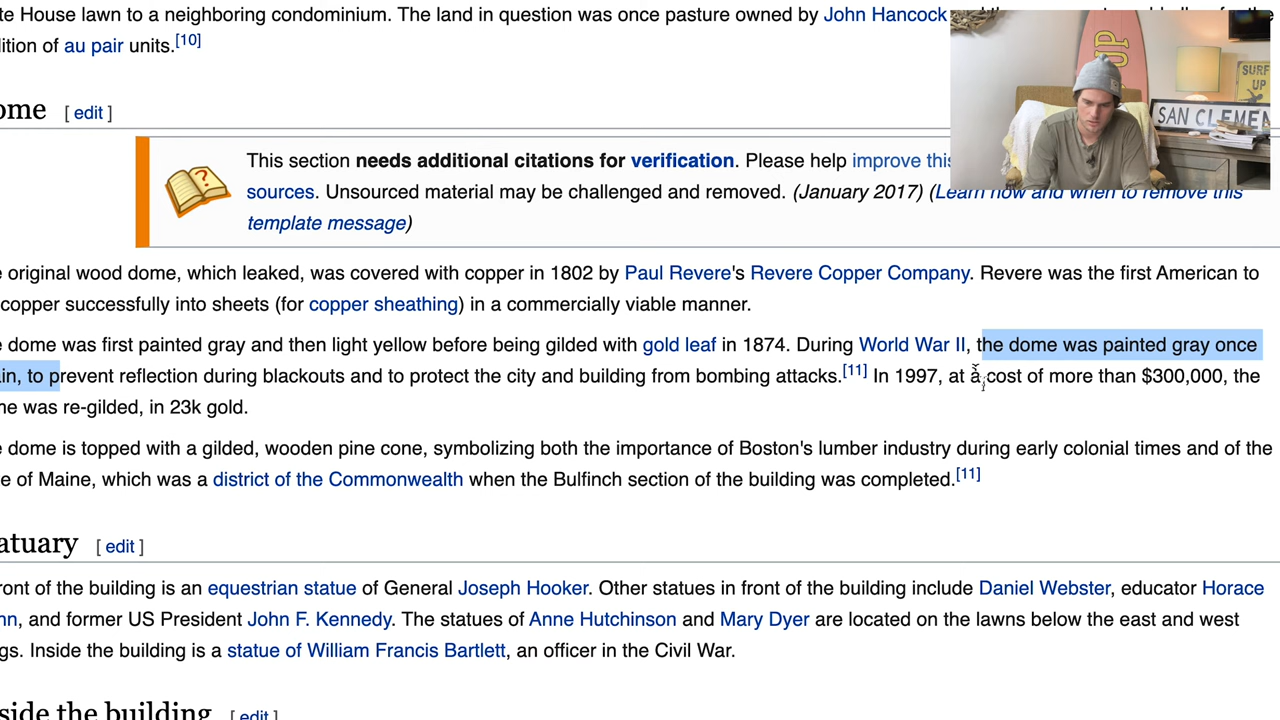 te House lawn to a neighboring condominium. The land in question was once pasture owned by John Hancock
lition of au pair units.[10]
ome [ edit ]
This section needs additional citations for verification. Please help improve this
sources. Unsourced material may be challenged and removed. (January 2017) (Learn how and when to remove this
template message)
e original wood dome, which leaked, was covered with copper in 1802 by Paul Revere's Revere Copper Company. Revere was the first American to
copper successfully into sheets (for copper sheathing) in a commercially viable manner.
e dome was first painted gray and then light yellow before being gilded with gold leaf in 1874. During World War II, the dome was painted gray once
in, to prevent reflection during blackouts and to protect the city and building from bombing attacks.[11] In 1997, at a cost of more than $300,000, the
ne was re-gilded, in 23k gold.
e dome is topped with a gilded, wooden pine cone, symbolizing both the importance of Boston's lumber industry during early colonial times and of the
e of Maine, which was a district of the Commonwealth when the Bulfinch section of the building was completed.[11]
atuary [ edit ]
ront of the building is an equestrian statue of General Joseph Hooker. Other statues in front of the building include Daniel Webster, educator Horace
nn, and former US President John F. Kennedy. The statues of Anne Hutchinson and Mary Dyer are located on the lawns below the east and west
gs. Inside the building is a statue of William Francis Bartlett, an officer in the Civil War.
side the building [ edit ]
UP
SURF
UP
SAN CLEMEN